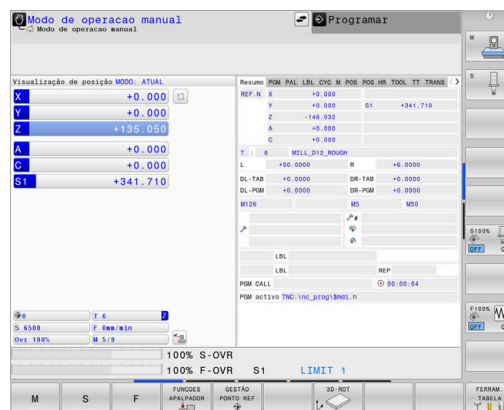 Modo de operacao manual
Modo de operacao manual
Programar
Visualização de posição MODO: ATUAL
X +0.000
Y +0.000
Z +135.050
A +0.000
C +0.000
S1 +341.710
0 T 6 Z
S 6500 F 0mm/min
Ovr 100% M 5/9
Resumo PGM PAL LBL CYC M POS POS HR TOOL TT TRANS
REF.N X +0.000
Y +0.000 S1 +341.710
Z -146.032
A +0.000
C +0.000
T : 6 MILL_D12_ROUGH
L +50.0000 R +6.0000
DL-TAB +0.0000 DR-TAB +0.0000
DL-PGM +0.0000 DR-PGM +0.0000
M126 M5 M50
LBL
LBL REP
PGM CALL 00:00:04
PGM activo TNC:\nc_prog\$mdi.h
100% S-OVR
100% F-OVR S1 LIMIT 1
M
S
S100%
OFF
F100%
OFF
M
S
F
FUNCOES
APALPADOR
GESTÃO
PONTO REF
3D-ROT
FERRAM.
TABELA